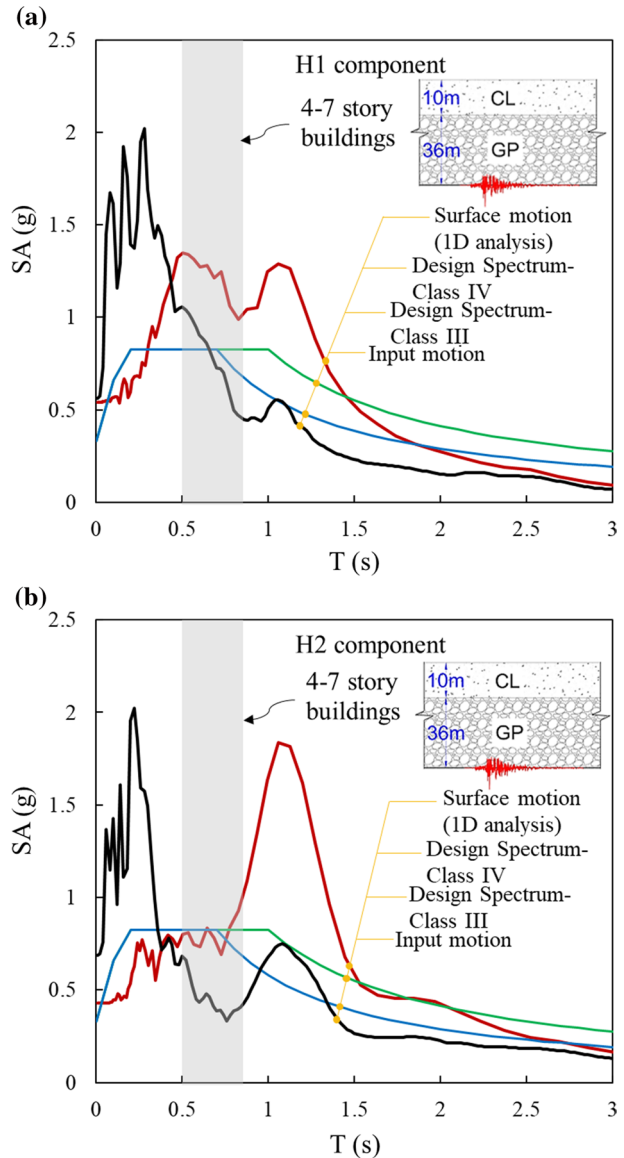 (a)
2.5
2
1.5
1
0.5
0
SA (g)
H1 component
4-7 story
buildings
10m
CL
36m
GP
Surface motion
(1D analysis)
Design Spectrum-
Class IV
Design Spectrum-
Class III
Input motion
0 0.5 1 1.5 2 2.5 3
T (s)
(b)
2.5
2
1.5
1
0.5
0
SA (g)
H2 component
4-7 story
buildings
10m
CL
36m
GP
Surface motion
(1D analysis)
Design Spectrum-
Class IV
Design Spectrum-
Class III
Input motion
0 0.5 1 1.5 2 2.5 3
T (s)